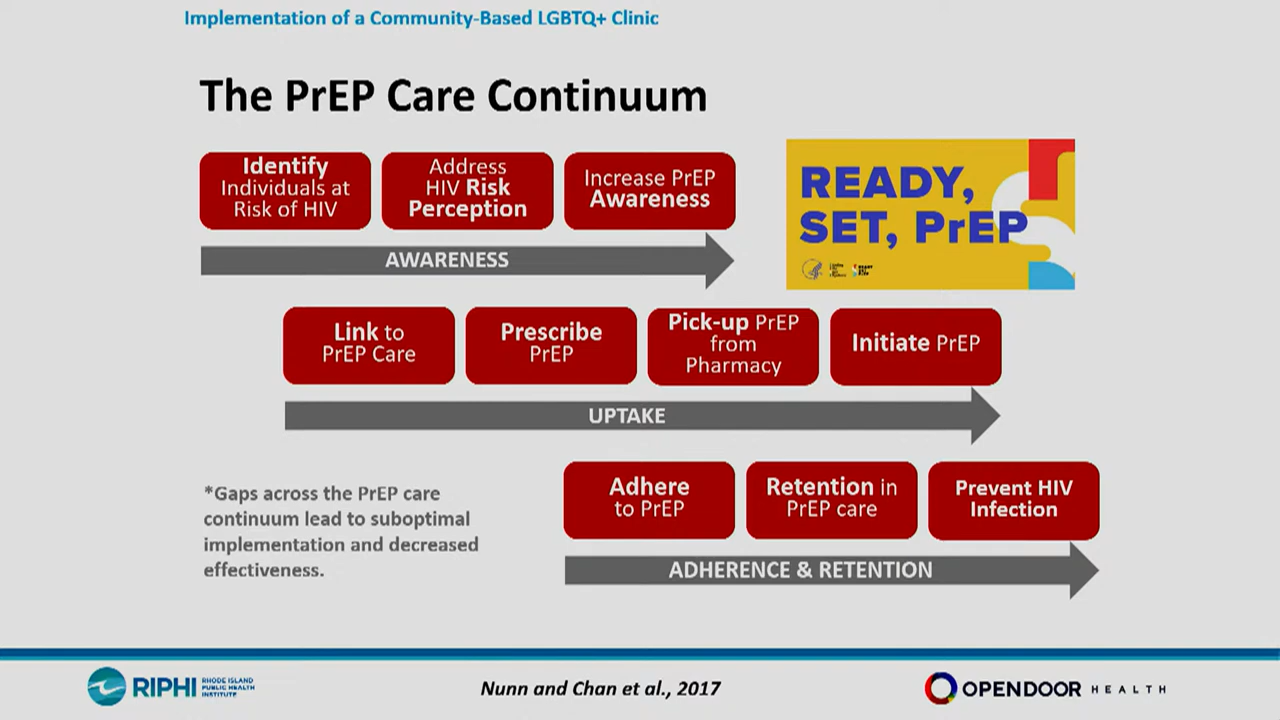 Implementation of a Community-Based LGBTQ+ Clinic
The PrEP Care Continuum
Identify
Individuals at
Risk of HIV
Address
HIV Risk
Perception
Increase PrEP
Awareness
READY,
SET, PrEP
AWARENESS
Link to
PrEP Care
Prescribe
PrEP
Pick-up PrEP
from
Pharmacy
Initiate PrEP
UPTAKE
*Gaps across the PrEP care
continuum lead to suboptimal
implementation and decreased
effectiveness.
Adhere
to PrEP
Retention in
PrEP care
Prevent HIV
Infection
ADHERENCE & RETENTION
RIPHI
RHODE ISLAND
PUBLIC HEALTH
INSTITUTE
Nunn and Chan et al., 2017
OPENDOOR HEALTH